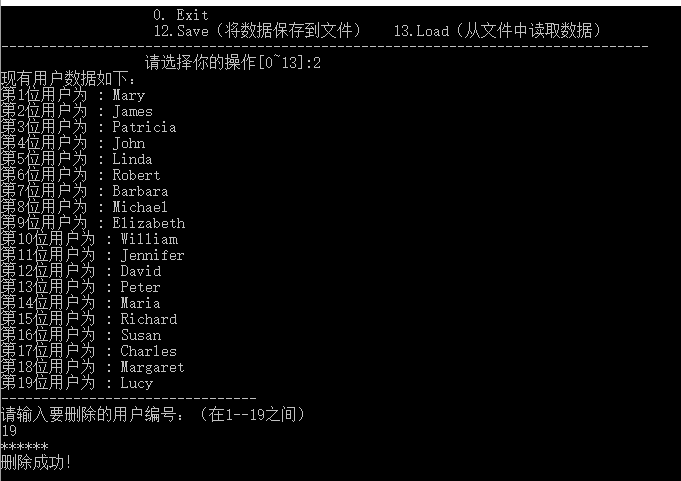 0. Exit
12.Save（将数据保存到文件） 13.Load（从文件中读取数据）
---------------------------------------------------------------------------------
请选择你的操作[0~13]:2
现有用户数据如下:
第1位用户为 : Mary
第2位用户为 : James
第3位用户为 : Patricia
第4位用户为 : John
第5位用户为 : Linda
第6位用户为 : Robert
第7位用户为 : Barbara
第8位用户为 : Michael
第9位用户为 : Elizabeth
第10位用户为 : William
第11位用户为 : Jennifer
第12位用户为 : David
第13位用户为 : Peter
第14位用户为 : Maria
第15位用户为 : Richard
第16位用户为 : Susan
第17位用户为 : Charles
第18位用户为 : Margaret
第19位用户为 : Lucy
--------------------------------
请输入要删除的用户编号：（在1--19之间）
19
******
删除成功!